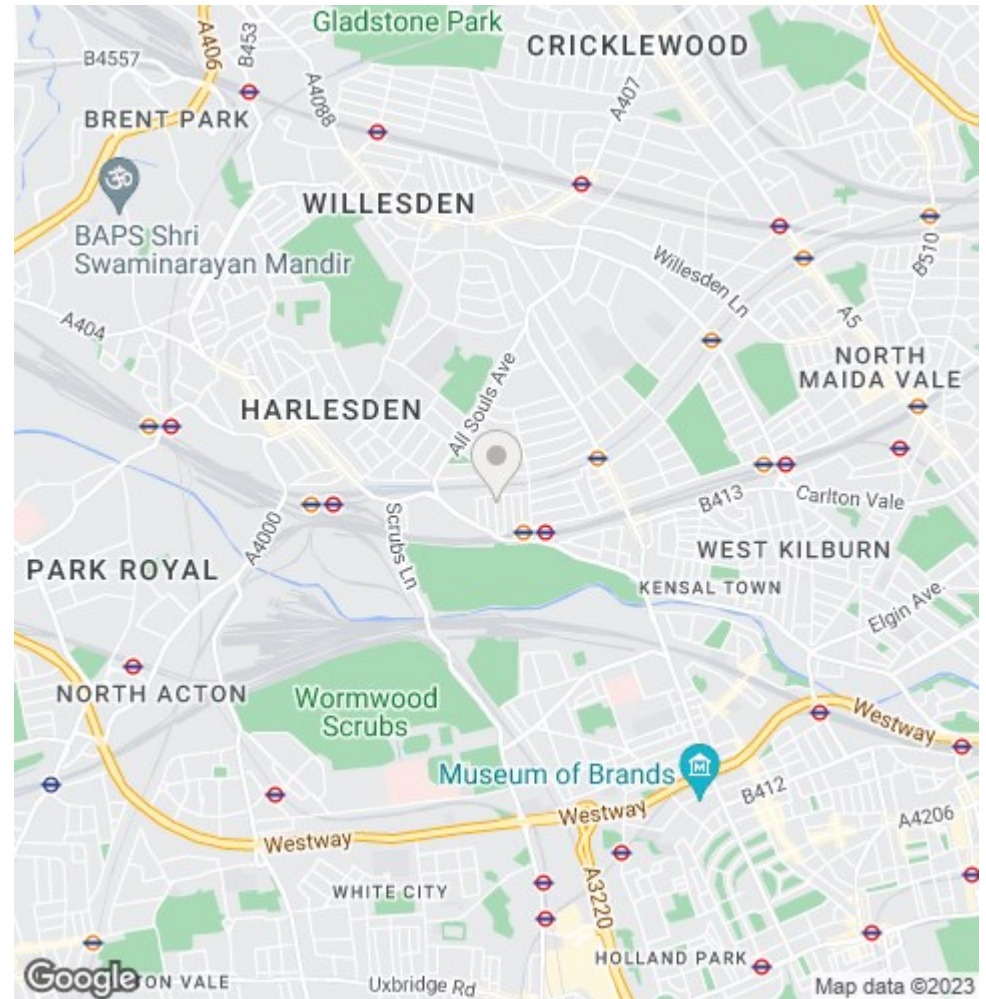 Gladstone Park
CRICKLEWOOD
A406
B453
B4557
A4088
A407
BRENT PARK
WILLESDEN
BAPS Shri
Swaminarayan Mandir
Willesden Ln
B510
A404
A5
NORTH
MAIDA VALE
All Souls Ave
HARLESDEN
Scrubs Ln
B413
Carlton Vale
A4000
WEST KILBURN
PARK ROYAL
KENSAL TOWN
Elgin Ave
NORTH ACTON
Wormwood
Scrubs
Westway
Museum of Brands
B412
Westway
Westway
A4206
WHITE CITY
A3220
HOLLAND PARK
Google
TON VALE
Uxbridge Rd
Map data ©2023